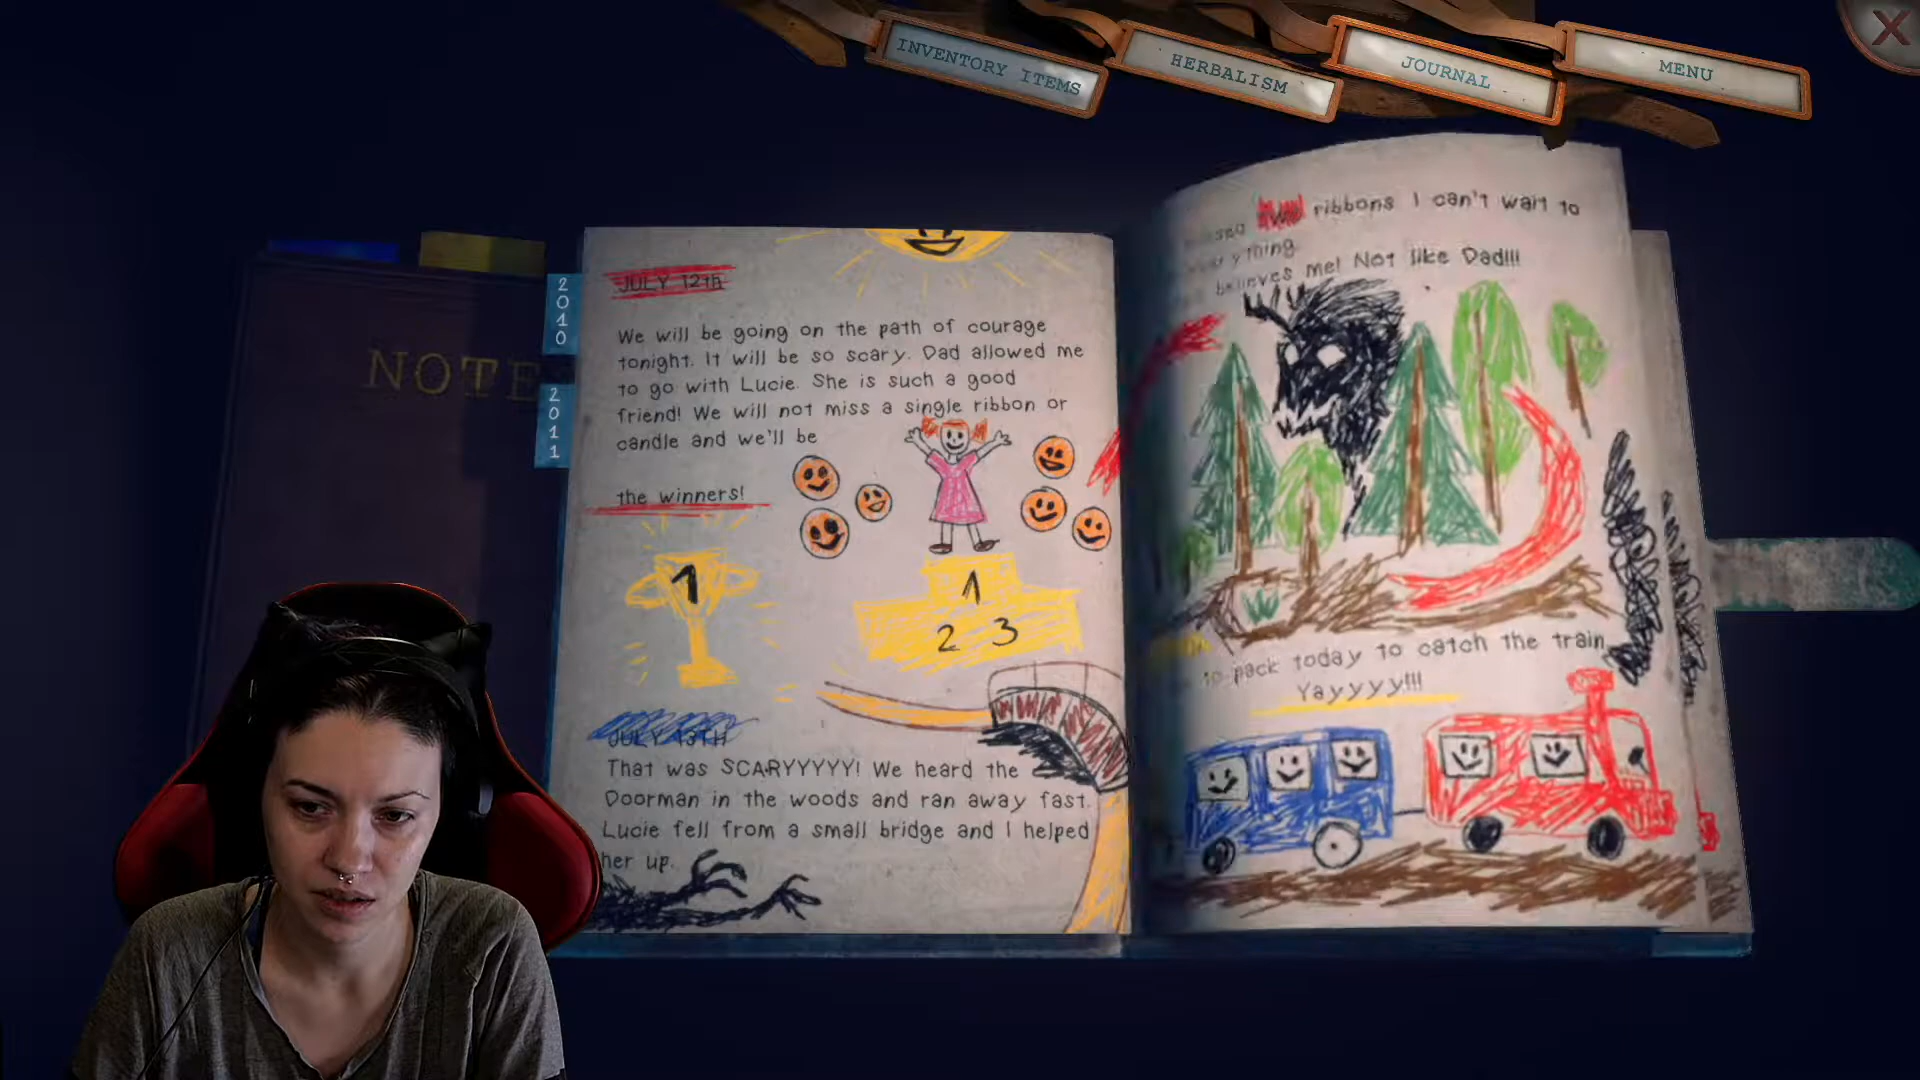 INVENTORY ITEMS
HERBALISM
JOURNAL
MENU
X
NOTE
2010
2011
JULY 12th
We will be going on the path of courage
tonight. It will be so scary. Dad allowed me
to go with Lucie. She is such a good
friend! We will not miss a single ribbon or
candle and we'll be
the winners!
1
1
2 3
JULY 13TH
That was SCARYYYYY! We heard the
Doorman in the woods and ran away fast.
Lucie fell from a small bridge and I helped
her up.
ribbons I can't wait to
believes me! Not like Dad!!!
to pack today to catch the train
Yayyyy!!!